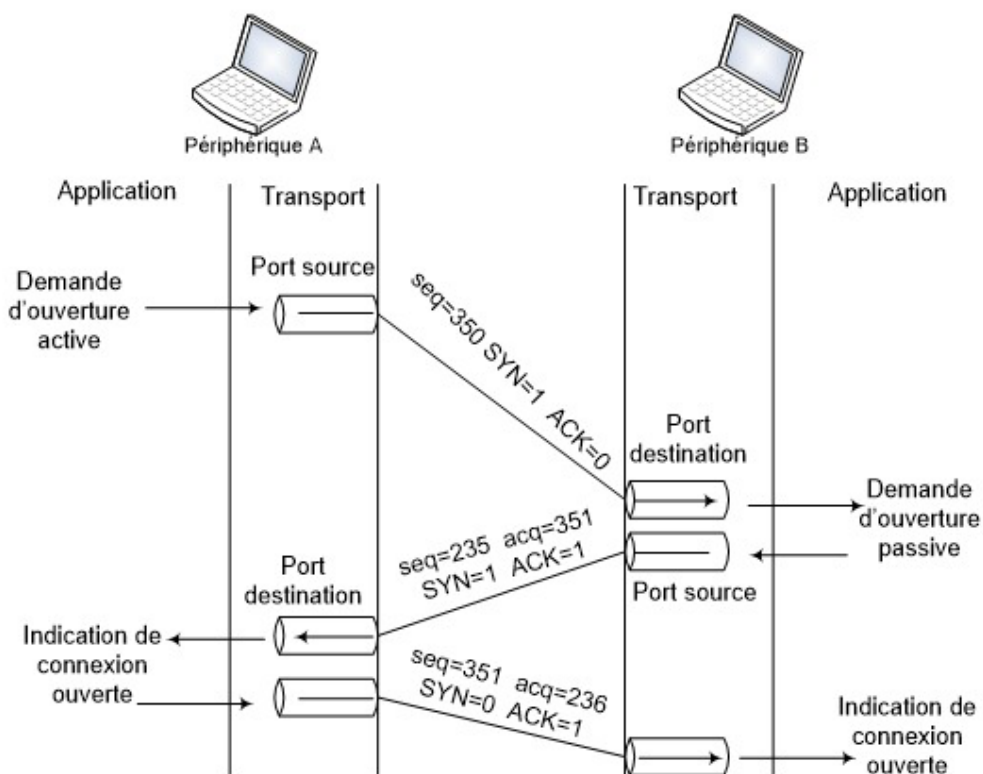 Périphérique A
Périphérique B
Application
Transport
Transport
Application
Port source
Demande
d'ouverture
active
seq=350 SYN=1 ACK=0
Port
destination
Demande
d'ouverture
passive
seq=235 acq=351
SYN=1 ACK=1
Port source
Port
destination
Indication de
connexion
ouverte
seq=351 acq=236
SYN=0 ACK=1
Indication de
connexion
ouverte